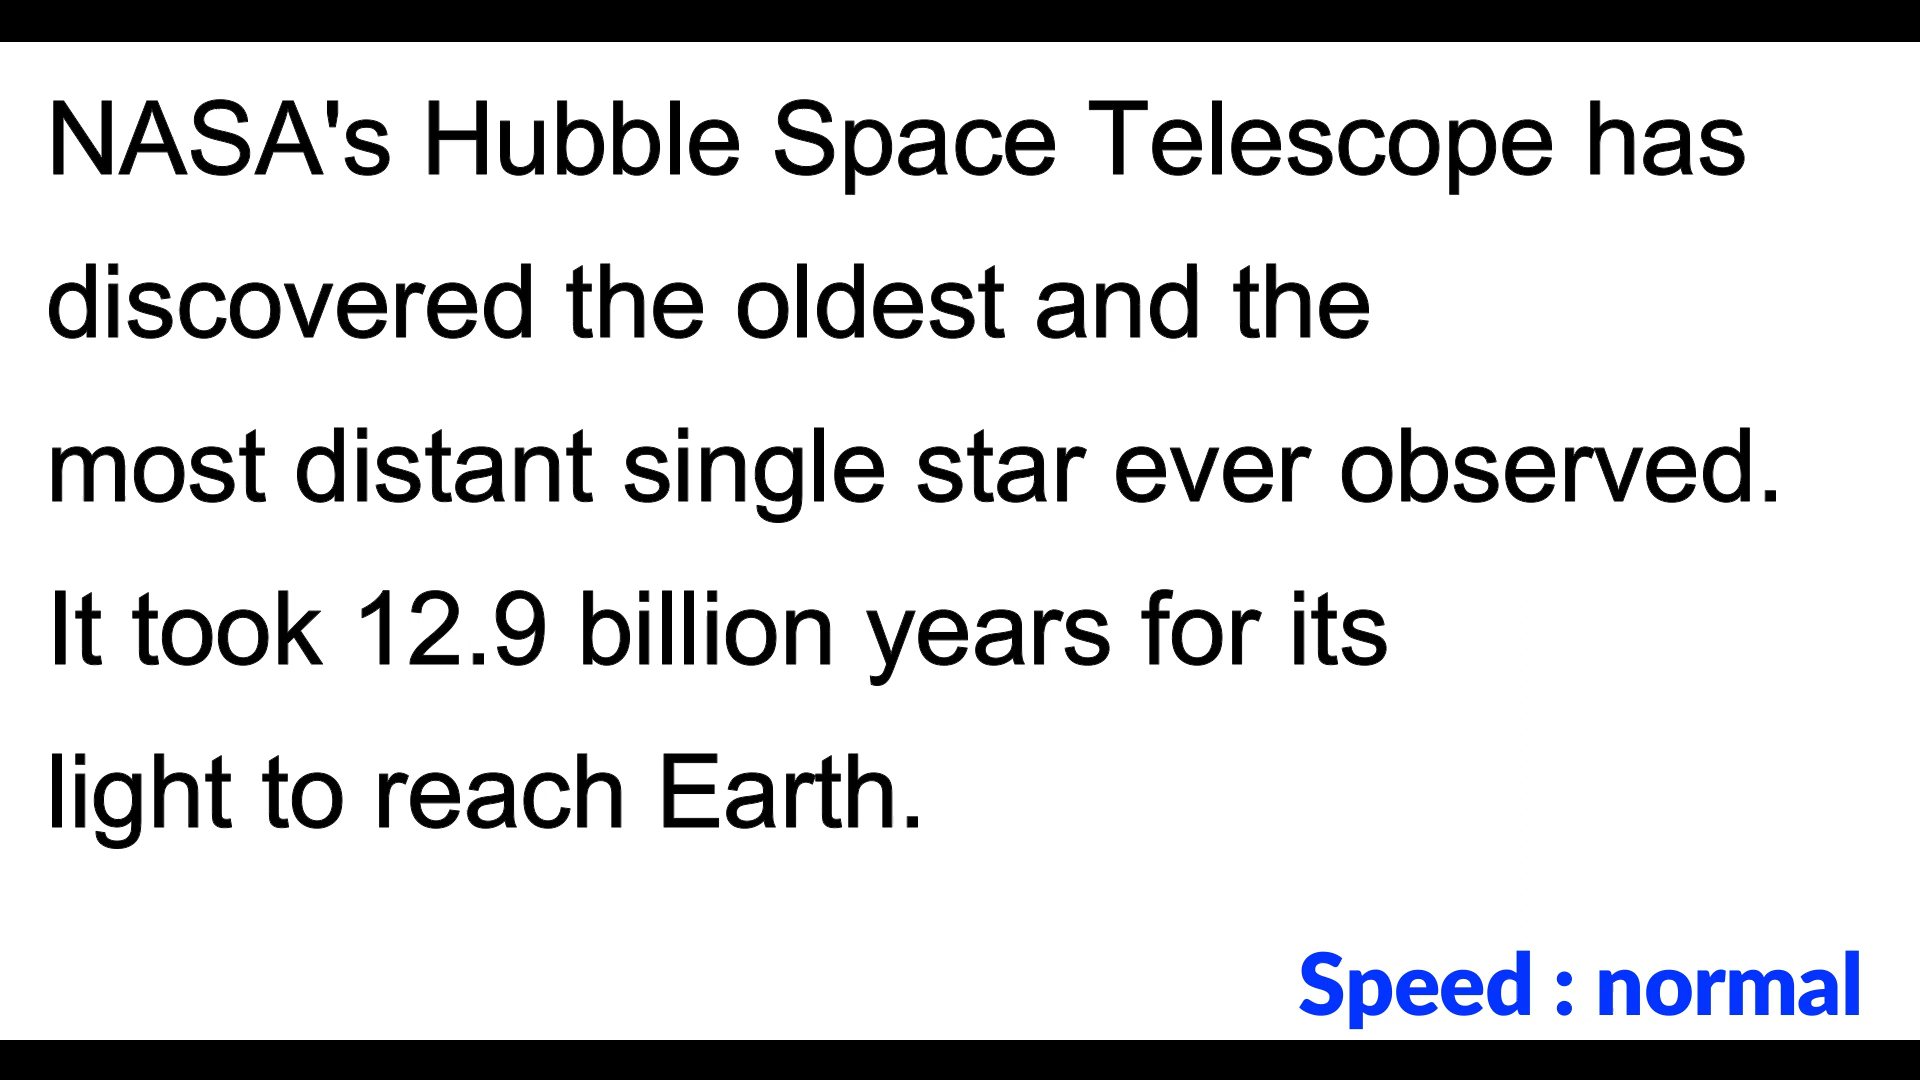 NASA's Hubble Space Telescope has
discovered the oldest and the
most distant single star ever observed.
It took 12.9 billion years for its
light to reach Earth.
Speed : normal